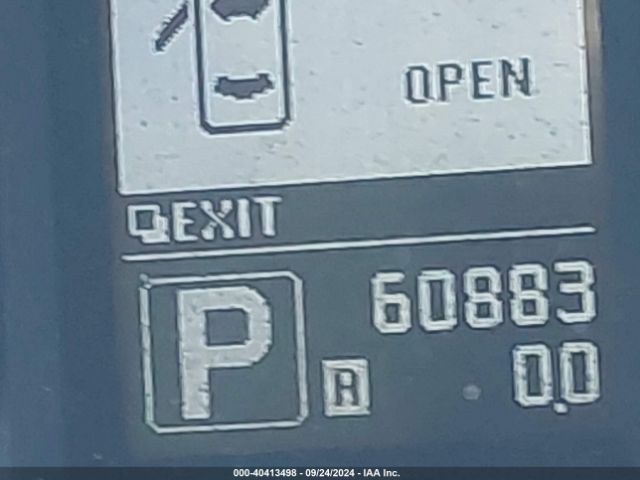 OPEN
EXIT
P
60883
A
0.0
000-40413498 - 09/24/2024 - IAA Inc.